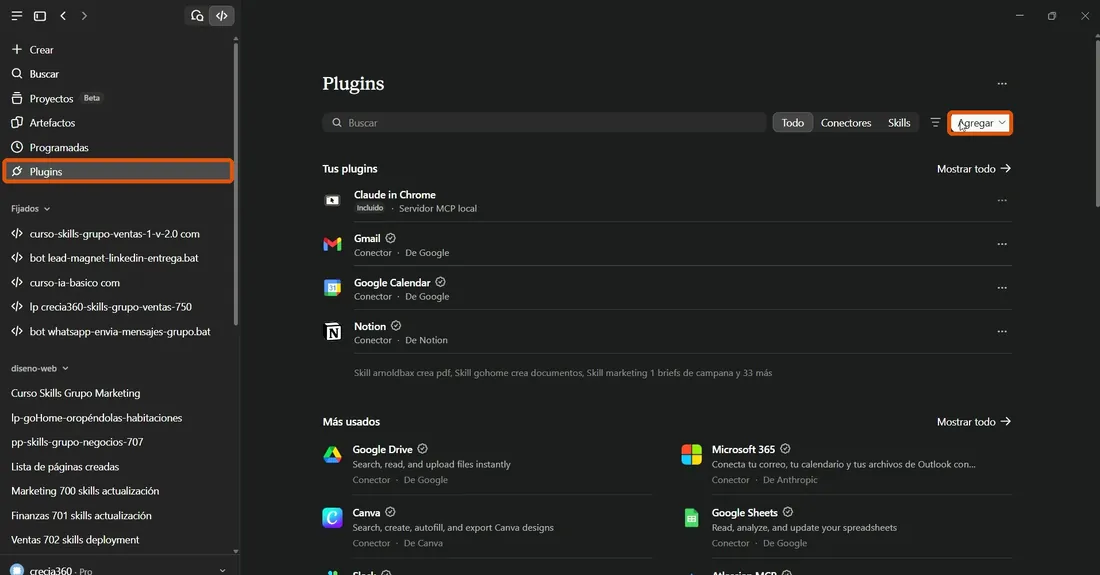 Crear
Buscar
Proyectos Beta
Artefactos
Programadas
Plugins
Fijados
curso-skills-grupo-ventas-1-v-2.0 com
bot lead-magnet-linkedin-entrega.bat
curso-ia-basico com
lp crecia360-skills-grupo-ventas-750
bot whatsapp-envia-mensajes-grupo.bat
diseno-web
Curso Skills Grupo Marketing
lp-goHome-oropéndolas-habitaciones
pp-skills-grupo-negocios-707
Lista de páginas creadas
Marketing 700 skills actualización
Finanzas 701 skills actualización
Ventas 702 skills deployment
crecia360 · Pro
Plugins
Buscar
Todo Conectores Skills
Agregar
Tus plugins
Mostrar todo
Claude in Chrome
Incluido · Servidor MCP local
Gmail
Conector · De Google
31
Google Calendar
Conector · De Google
Notion
Conector · De Notion
Skill arnoldbax crea pdf, Skill gohome crea documentos, Skill marketing 1 briefs de campana y 33 más
Más usados
Mostrar todo
Google Drive
Search, read, and upload files instantly
Conector · De Google
Microsoft 365
Conecta tu correo, tu calendario y tus archivos de Outlook con...
Conector · De Anthropic
Canva
Search, create, autofill, and export Canva designs
Conector · De Canva
Google Sheets
Read, analyze, and update your spreadsheets
Conector · De Google
Slack
Atlassian MCP